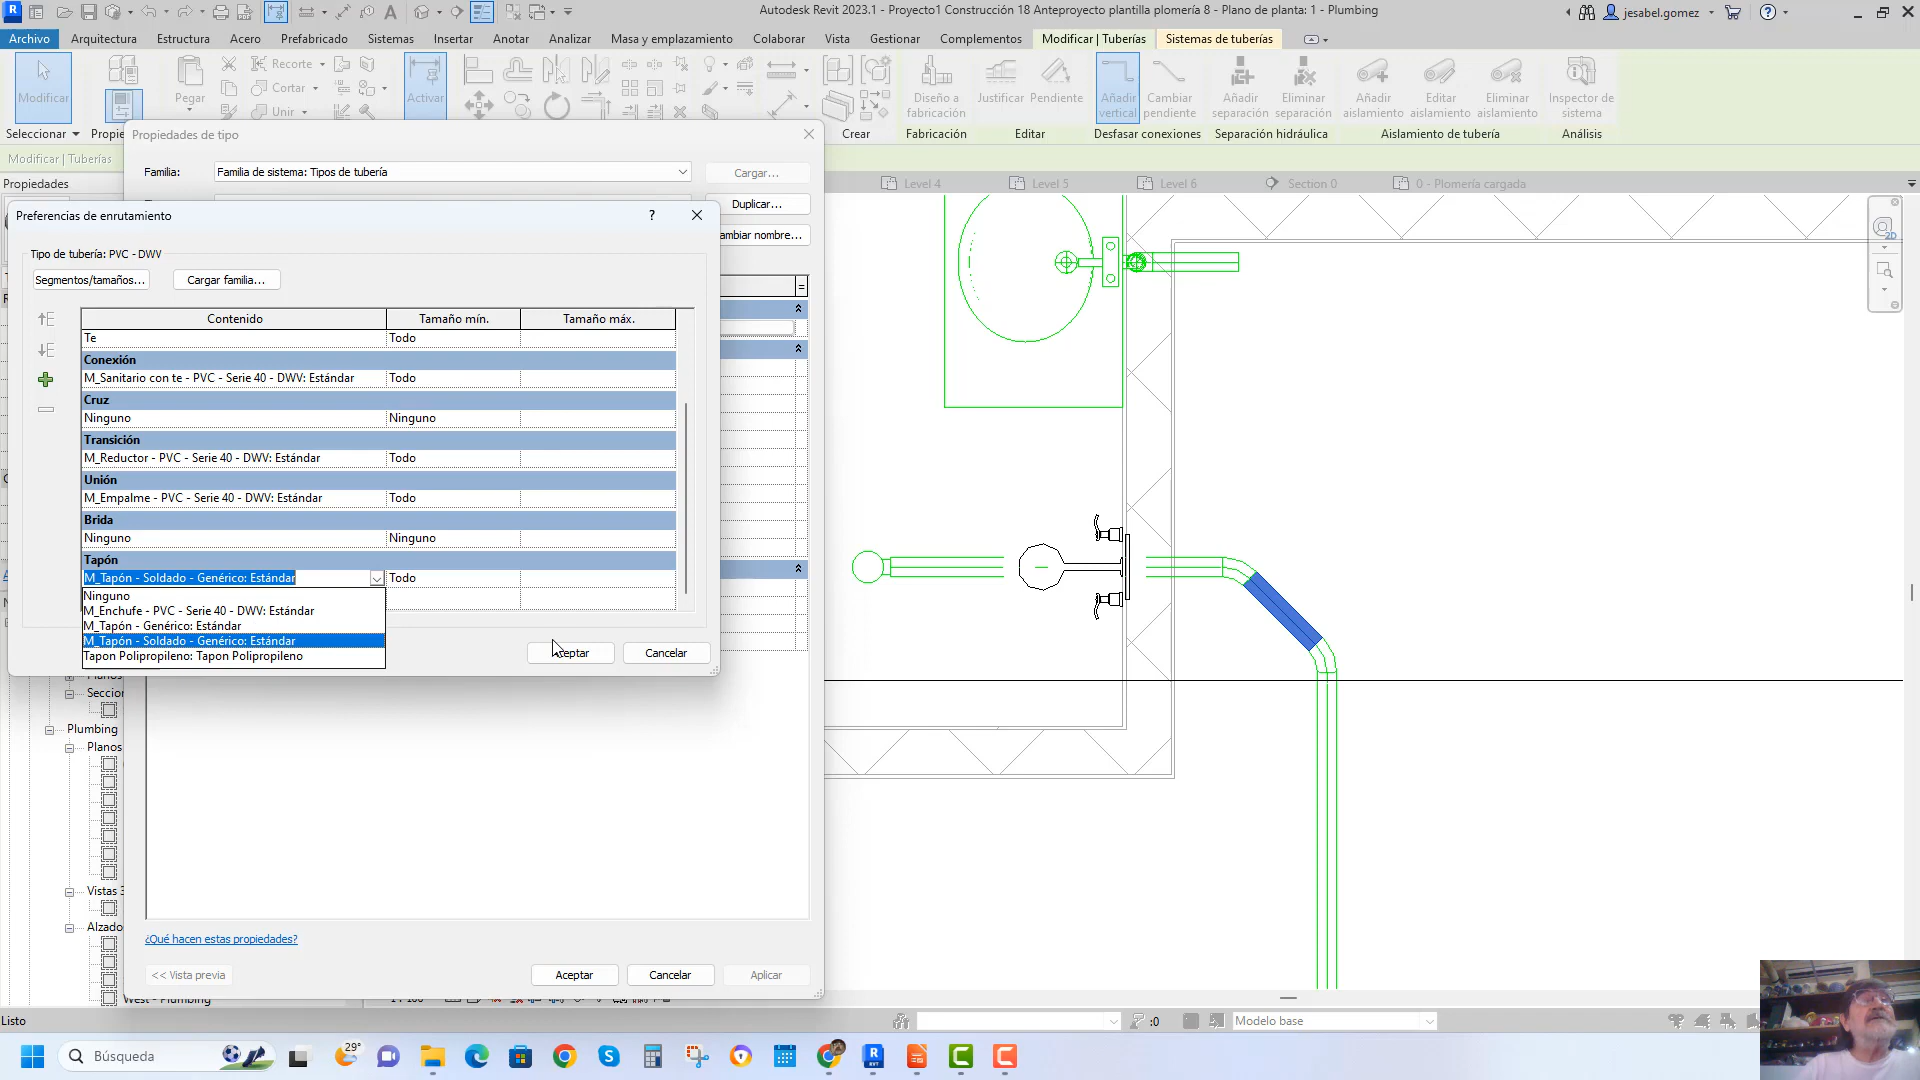 Autodesk Revit 2023.1 - Proyecto1 Construcción 18 Anteproyecto plantilla plomería 8 - Plano de planta: 1 - Plumbing
jesabel.gomez
Archivo Arquitectura Estructura Acero Prefabricado Sistemas Insertar Anotar Analizar Masa y emplazamiento Colaborar Vista Gestionar Complementos Modificar | Tuberías Sistemas de tuberías
Modificar
Pegar
Recorte
Cortar
Unir
Activar
Diseño a fabricación
Justificar Pendiente
Añadir vertical
Cambiar pendiente
Añadir separación
Eliminar separación
Añadir aislamiento
Editar aislamiento
Eliminar aislamiento
Inspector de sistema
Seleccionar Propie Crear Fabricación Editar Desfasar conexiones Separación hidráulica Aislamiento de tubería Análisis
Modificar | Tuberías
Propiedades
Propiedades de tipo
Familia: Familia de sistema: Tipos de tubería Cargar...
Duplicar...
ambiar nombre...
=
Level 4 Level 5 Level 6 Section 0 0 - Plomería cargada
2D
Preferencias de enrutamiento ?
Tipo de tubería: PVC - DWV
Segmentos/tamaños... Cargar familia...
Contenido Tamaño mín. Tamaño máx.
Te Todo
Conexión
M_Sanitario con te - PVC - Serie 40 - DWV: Estándar Todo
Cruz
Ninguno Ninguno
Transición
M_Reductor - PVC - Serie 40 - DWV: Estándar Todo
Unión
M_Empalme - PVC - Serie 40 - DWV: Estándar Todo
Brida
Ninguno Ninguno
Tapón
M_Tapón - Soldado - Genérico: Estándar Todo
Ninguno
M_Enchufe - PVC - Serie 40 - DWV: Estándar
M_Tapón - Genérico: Estándar
M_Tapón - Soldado - Genérico: Estándar
Tapon Polipropileno: Tapon Polipropileno
Aceptar Cancelar
Seccion
Plumbing
Planos
Vistas 3
Alzado
West - Plumbing
¿Qué hacen estas propiedades?
<< Vista previa Aceptar Cancelar Aplicar
Listo
:0
Modelo base
Búsqueda
29°